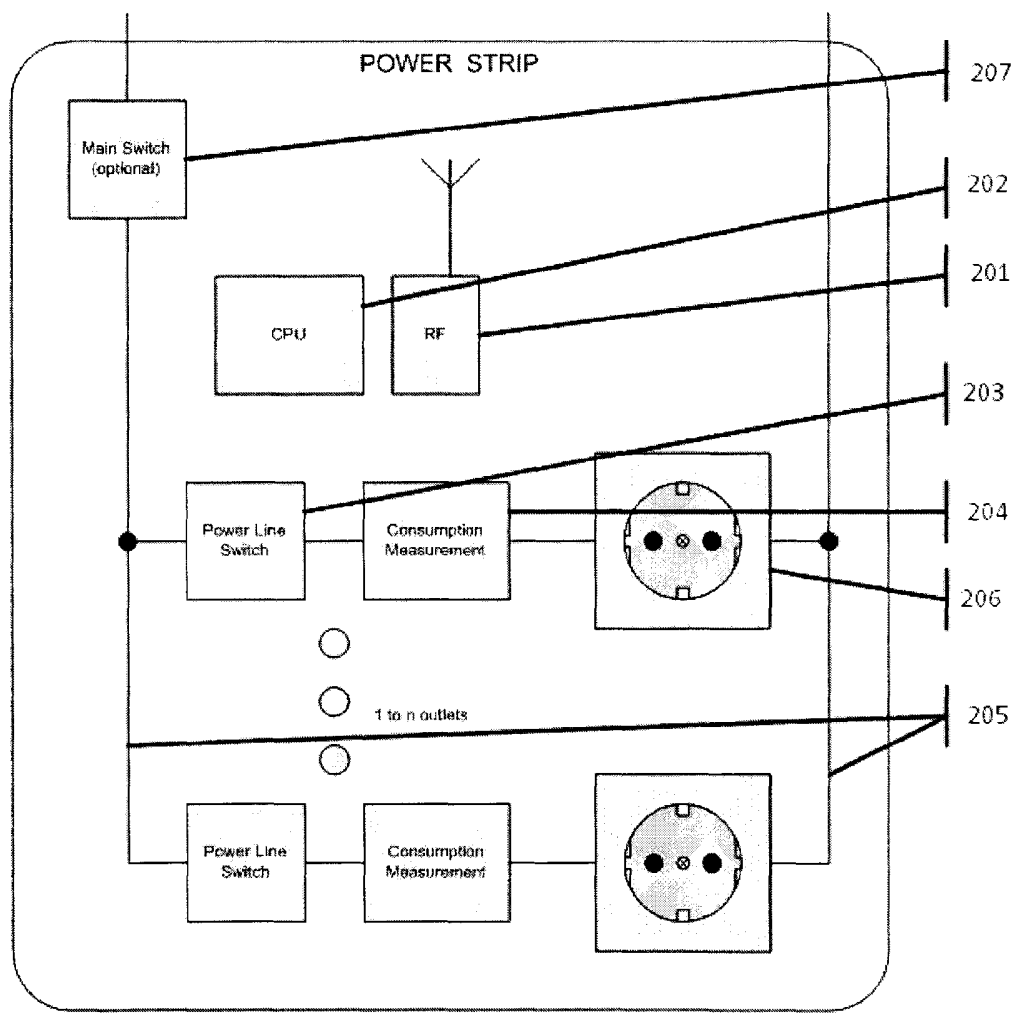 POWER STRIP
207
Main Switch
(optional)
202
201
CPU
RF
203
Power Line
Switch
Consumption
Measurement
204
206
1 to n outlets
205
Power Line
Switch
Consumption
Measurement